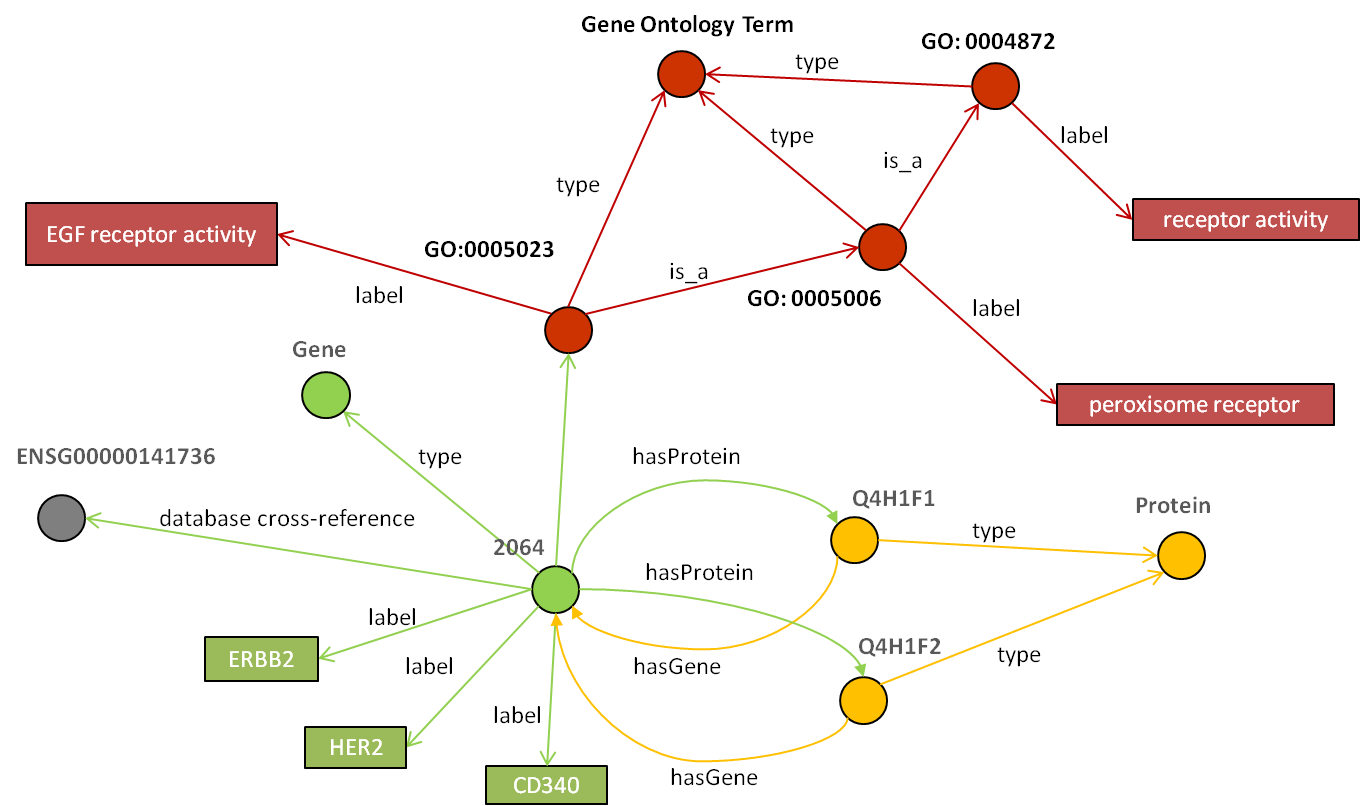 Gene Ontology Term
GO: 0004872
type
type
label
is_a
type
EGF receptor activity
receptor activity
GO:0005023
is_a
GO: 0005006
label
label
Gene
peroxisome receptor
ENSG00000141736
type
hasProtein
Q4H1F1
Protein
database cross-reference
type
2064
hasProtein
label
ERBB2
label
hasGene
Q4H1F2
type
label
HER2
hasGene
CD340